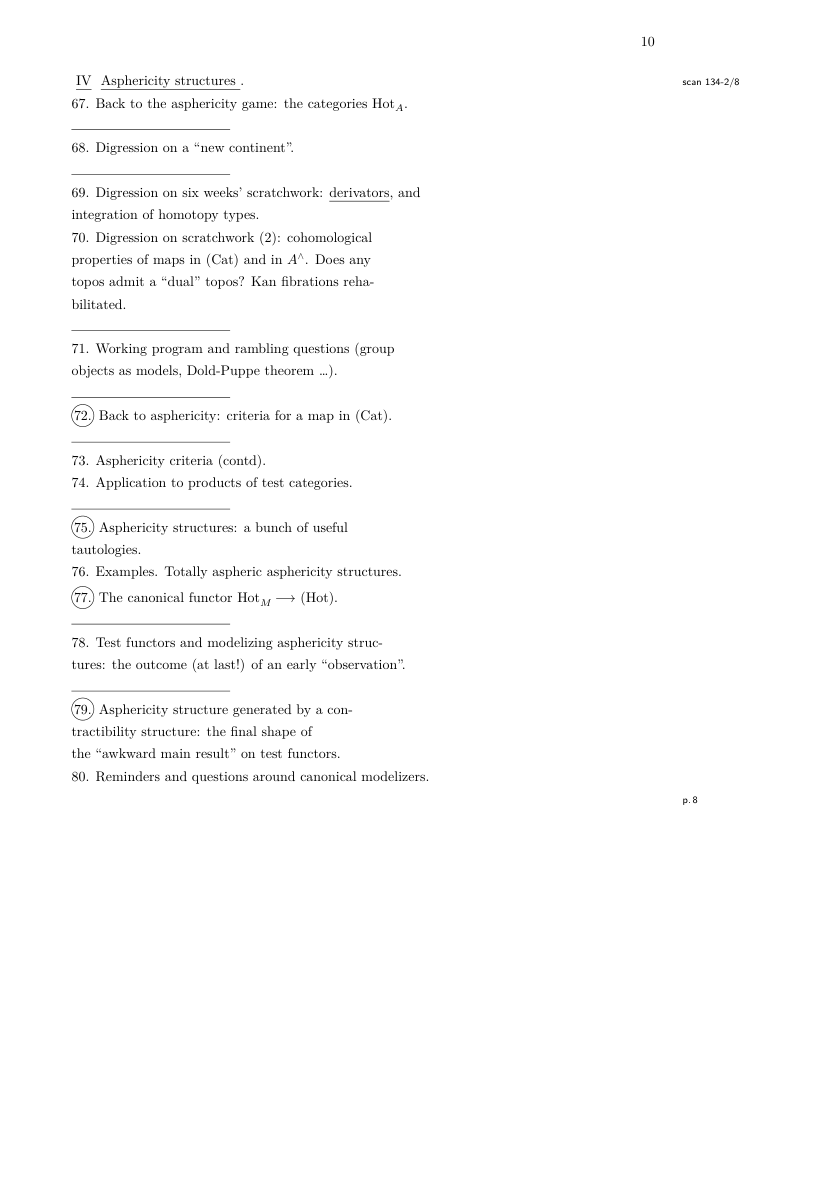 10
IV Asphericity structures .
scan 134-2/8
67. Back to the asphericity game: the categories Hot_A.
68. Digression on a “new continent”.
69. Digression on six weeks’ scratchwork: derivators, and
integration of homotopy types.
70. Digression on scratchwork (2): cohomological
properties of maps in (Cat) and in A^∧. Does any
topos admit a “dual” topos? Kan fibrations reha-
bilitated.
71. Working program and rambling questions (group
objects as models, Dold-Puppe theorem …).
72. Back to asphericity: criteria for a map in (Cat).
73. Asphericity criteria (contd).
74. Application to products of test categories.
75. Asphericity structures: a bunch of useful
tautologies.
76. Examples. Totally aspheric asphericity structures.
77. The canonical functor Hot_M ⟶ (Hot).
78. Test functors and modelizing asphericity struc-
tures: the outcome (at last!) of an early “observation”.
79. Asphericity structure generated by a con-
tractibility structure: the final shape of
the “awkward main result” on test functors.
80. Reminders and questions around canonical modelizers.
p. 8